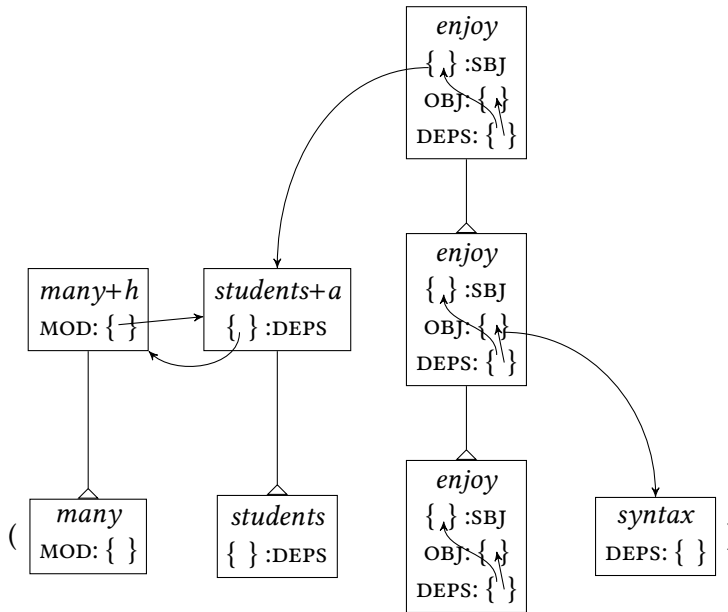 enjoy
{ } :SBJ
OBJ: { }
DEPS: { }
enjoy
{ } :SBJ
OBJ: { }
DEPS: { }
many+h
MOD: { }
students+a
{ } :DEPS
( many
MOD: { }
students
{ } :DEPS
enjoy
{ } :SBJ
OBJ: { }
DEPS: { }
syntax
DEPS: { }